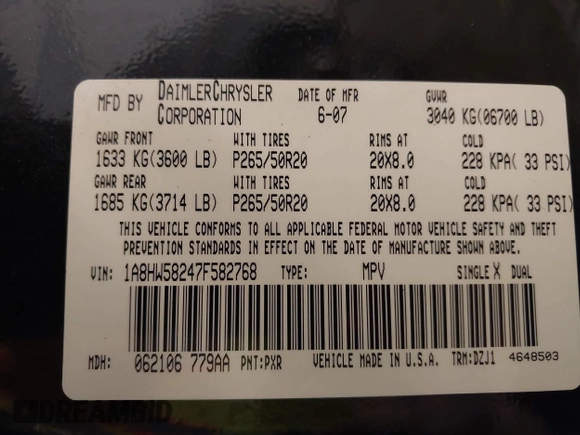 MFD BY DAIMLERCHRYSLER CORPORATION DATE OF MFR 6-07 GVWR 3040 KG(06700 LB)
GAWR FRONT WITH TIRES RIMS AT COLD
1633 KG(3600 LB) P265/50R20 20X8.0 228 KPA( 33 PSI)
GAWR REAR WITH TIRES RIMS AT COLD
1685 KG(3714 LB) P265/50R20 20X8.0 228 KPA( 33 PSI)
THIS VEHICLE CONFORMS TO ALL APPLICABLE FEDERAL MOTOR VEHICLE SAFETY AND THEFT
PREVENTION STANDARDS IN EFFECT ON THE DATE OF MANUFACTURE SHOWN ABOVE.
VIN: 1A8HW58247F582768 TYPE: MPV SINGLE X DUAL
MDH: 062106 779AA PNT:PXR VEHICLE MADE IN U.S.A. TRM:DZJ1 4648503
DREAMBID